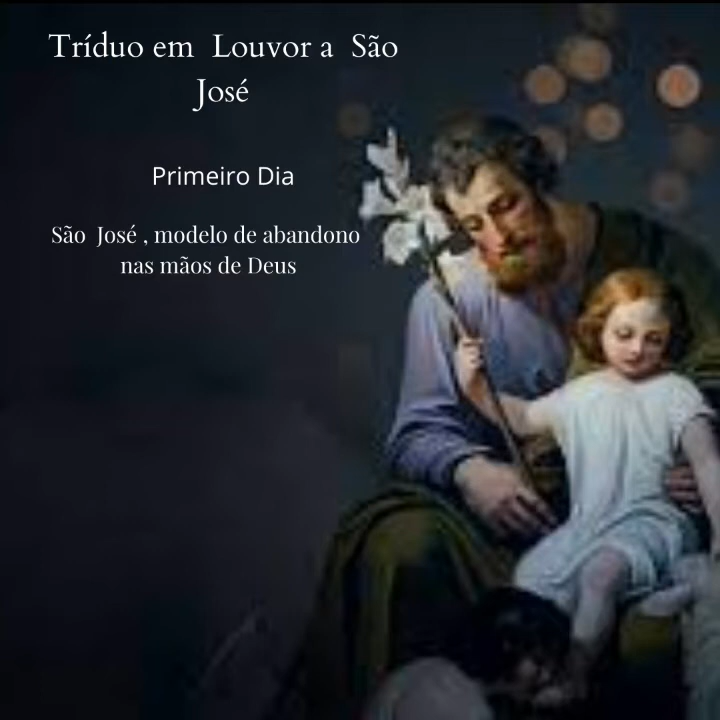 Tríduo em Louvor a São
José
Primeiro Dia
São José , modelo de abandono
nas mãos de Deus